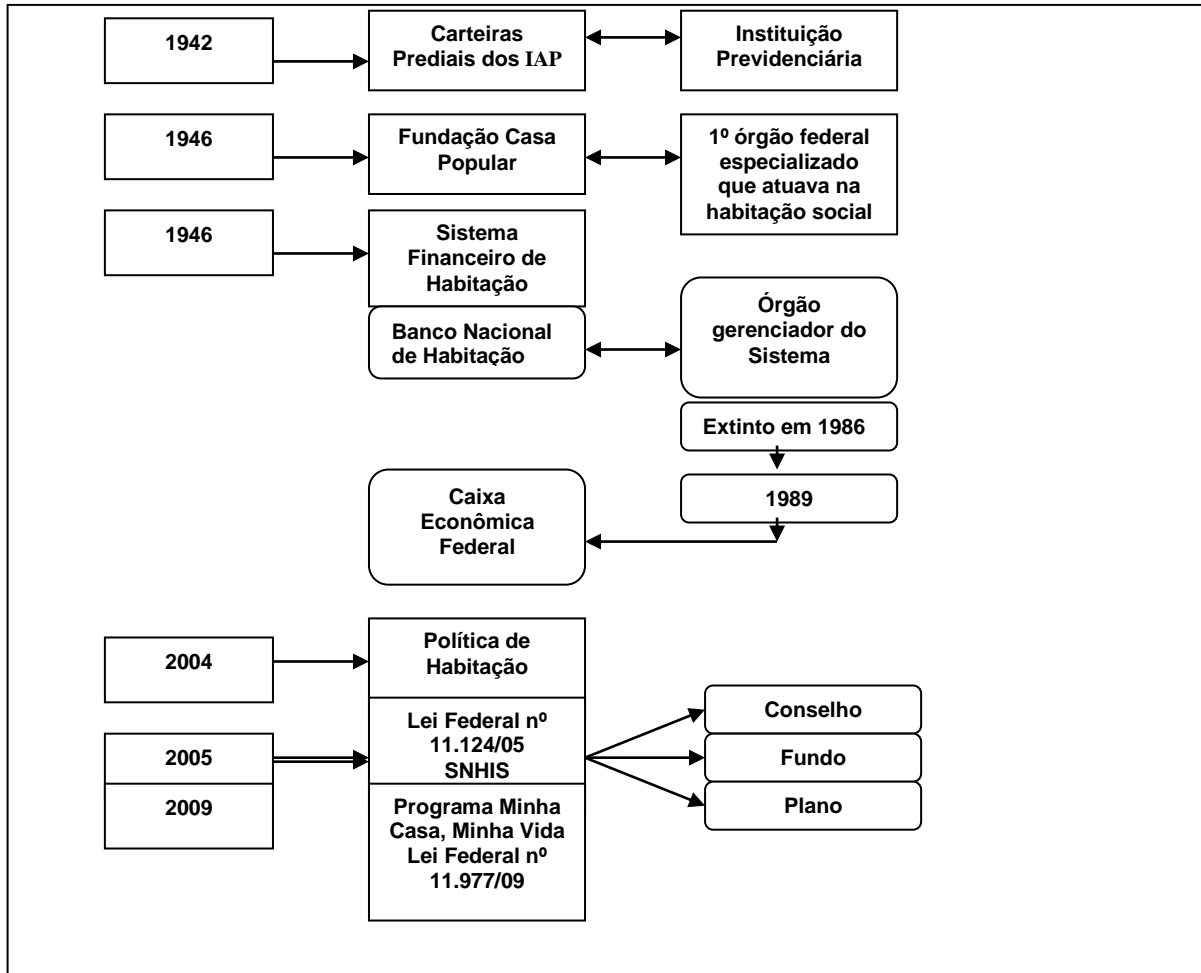 1942
Carteiras
Prediais dos IAP
Instituição
Previdenciária
1946
Fundação Casa
Popular
1º órgão federal
especializado
que atuava na
habitação social
1946
Sistema
Financeiro de
Habitação
Banco Nacional
de Habitação
Órgão
gerenciador do
Sistema
Extinto em 1986
1989
Caixa
Econômica
Federal
2004
Política de
Habitação
2005
Lei Federal nº
11.124/05
SNHIS
Conselho
Fundo
Plano
2009
Programa Minha
Casa, Minha Vida
Lei Federal nº
11.977/09